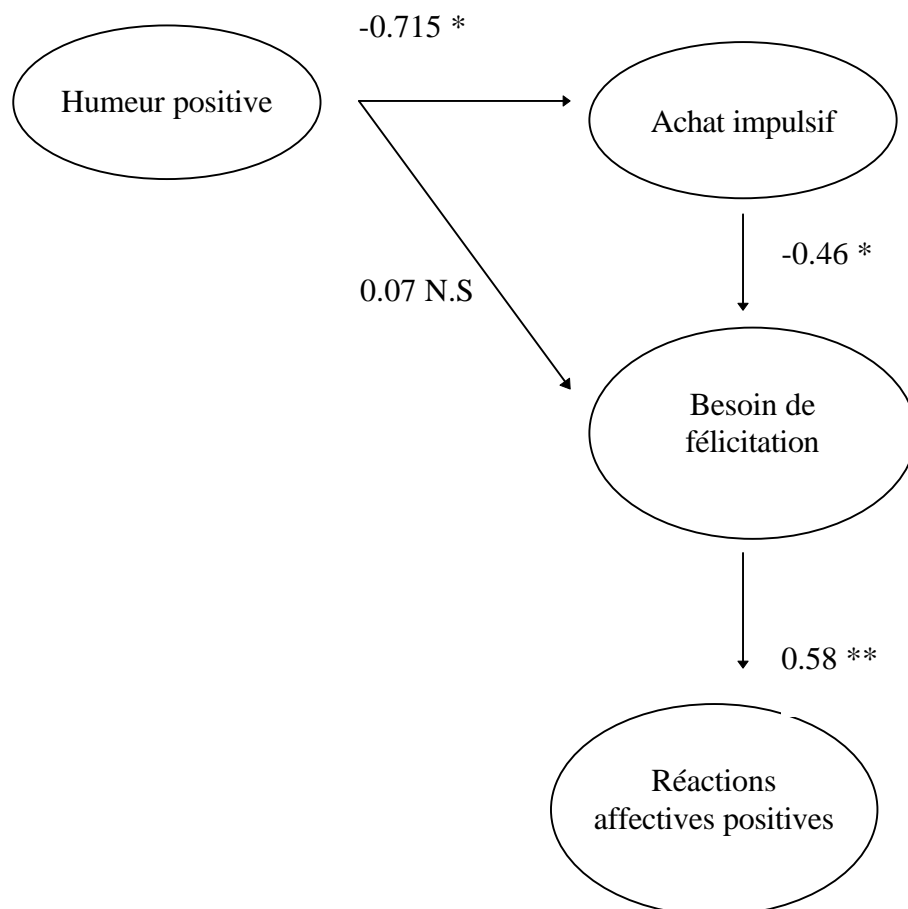 -0.715 *
Humeur positive
Achat impulsif
-0.46 *
0.07 N.S
Besoin de
félicitation
0.58 **
Réactions
affectives positives